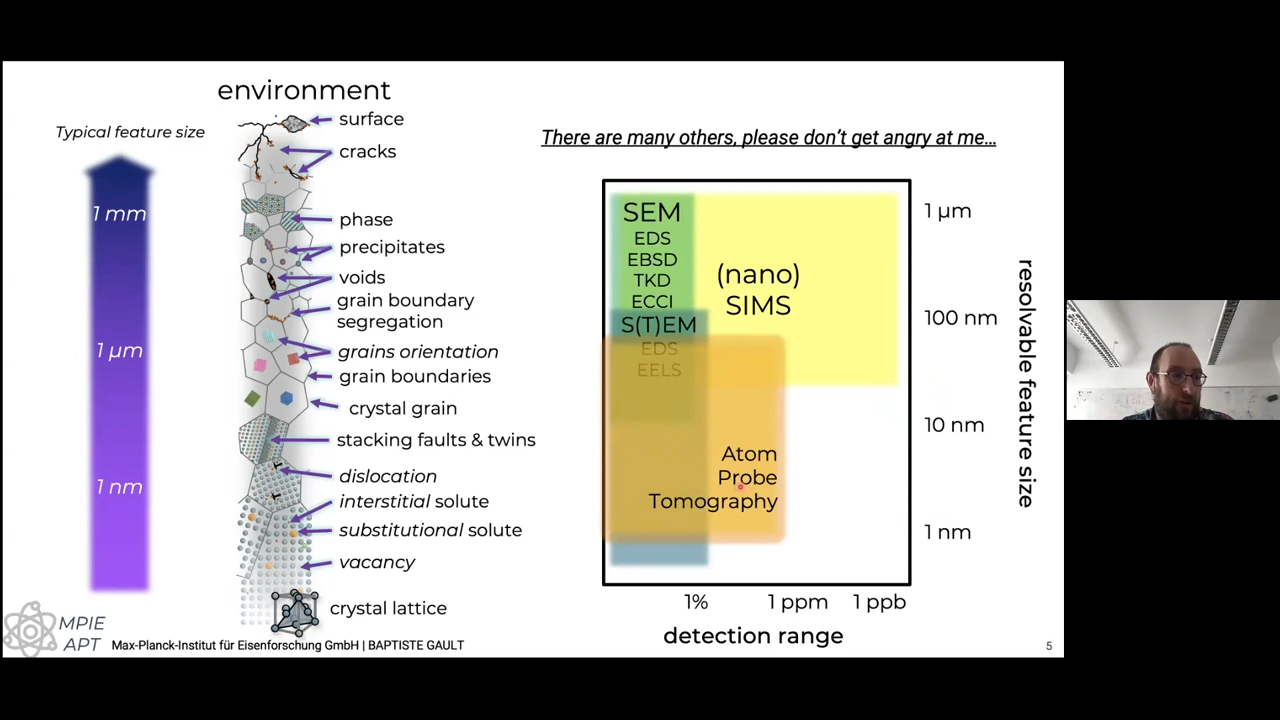 environment
Typical feature size
1 mm
1 µm
1 nm
surface
cracks
phase
precipitates
voids
grain boundary
segregation
grains orientation
grain boundaries
crystal grain
stacking faults & twins
dislocation
interstitial solute
substitutional solute
vacancy
crystal lattice
There are many others, please don't get angry at me...
SEM
EDS
EBSD
TKD
ECCI
S(T)EM
EDS
EELS
(nano)
SIMS
Atom
Probe
Tomography
1 µm
100 nm
10 nm
1 nm
resolvable feature size
1% 1 ppm 1 ppb
detection range
MPIE
APT
Max-Planck-Institut für Eisenforschung GmbH | BAPTISTE GAULT
5